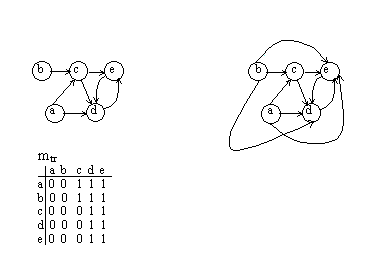 b c e
b c e
a d
a d
m tr
a b c d e
a 0 0 1 1 1
b 0 0 1 1 1
c 0 0 0 1 1
d 0 0 0 1 1
e 0 0 0 1 1